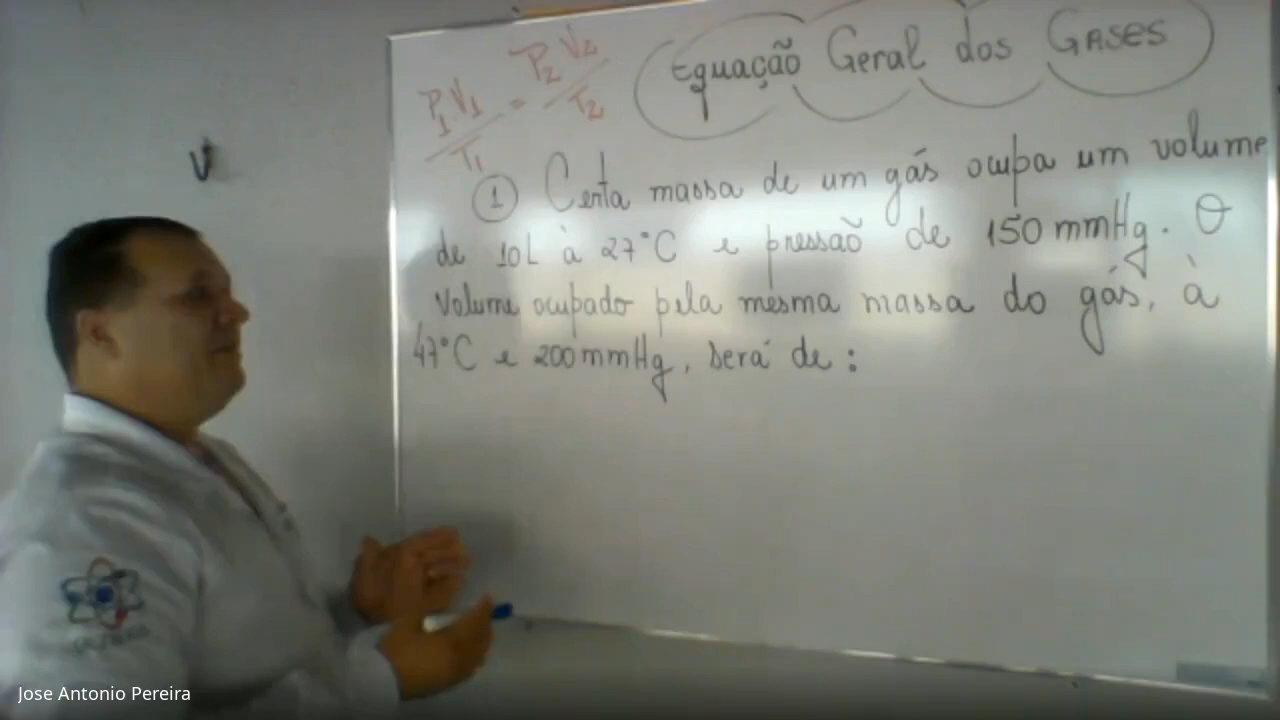 P₁V₁/T₁ = P₂V₂/T₂
Equação Geral dos Gases
① Certa massa de um gás ocupa um volume
de 10L à 27°C e pressaõ de 150 mmHg. O
volume ocupado pela mesma massa do gás, à
47°C e 200 mmHg, será de:
Jose Antonio Pereira